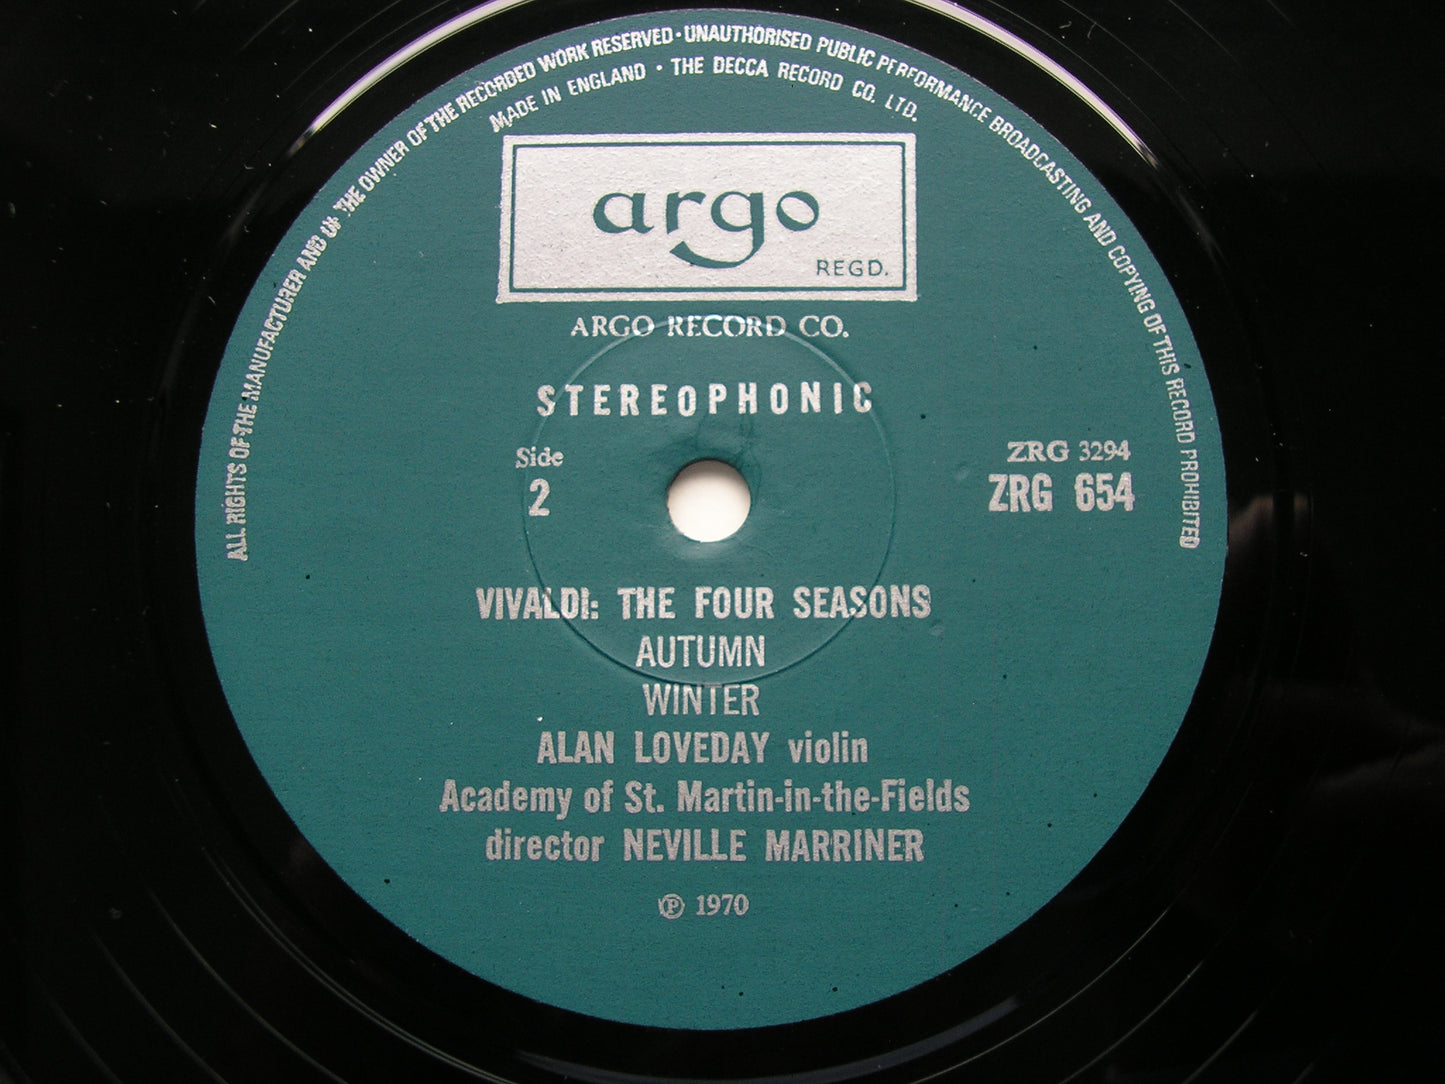 ALL RIGHTS OF THE MANUFACTURER AND OF THE OWNER OF THE RECORDED WORK RESERVED · UNAUTHORISED PUBLIC PERFORMANCE BROADCASTING AND COPYING OF THIS RECORD PROHIBITED
MADE IN ENGLAND · THE DECCA RECORD CO. LTD.
argo
REGD.
ARGO RECORD CO.
STEREOPHONIC
Side
2
ZRG 3294
ZRG 654
VIVALDI: THE FOUR SEASONS
AUTUMN
WINTER
ALAN LOVEDAY violin
Academy of St. Martin-in-the-Fields
director NEVILLE MARRINER
℗ 1970